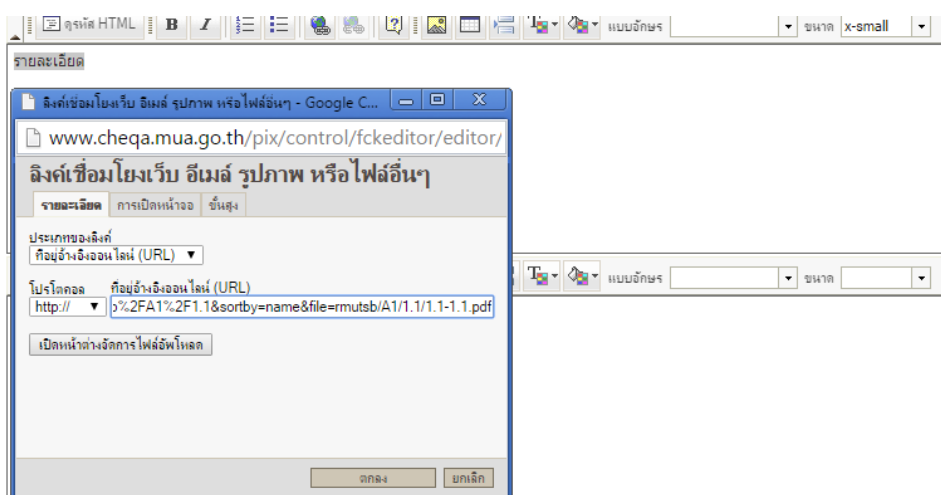 ดูรหัส HTML B I แบบอักษร ขนาด x-small
รายละเอียด
ลิงค์เชื่อมโยงเว็บ อีเมล์ รูปภาพ หรือไฟล์อื่นๆ - Google C...
www.cheqa.mua.go.th/pix/control/fckeditor/editor/
ลิงค์เชื่อมโยงเว็บ อีเมล์ รูปภาพ หรือไฟล์อื่นๆ
รายละเอียด การเปิดหน้าจอ ขั้นสูง
ประเภทของลิงค์
ที่อยู่อ้างอิงออนไลน์ (URL)
แบบอักษร ขนาด
โปรโตคอล ที่อยู่อ้างอิงออนไลน์ (URL)
http:// %2FA1%2F1.1&sortby=name&file=rmutsb/A1/1.1/1.1-1.1.pdf
เปิดหน้าต่างจัดการไฟล์อัพโหลด
ตกลง ยกเลิก